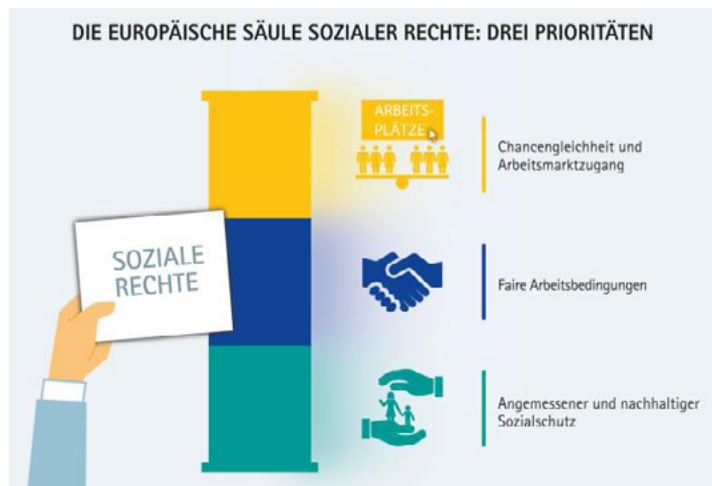 DIE EUROPÄISCHE SÄULE SOZIALER RECHTE: DREI PRIORITÄTEN
ARBEITS-
PLÄTZE
Chancengleichheit und
Arbeitsmarktzugang
SOZIALE
RECHTE
Faire Arbeitsbedingungen
Angemessener und nachhaltiger
Sozialschutz